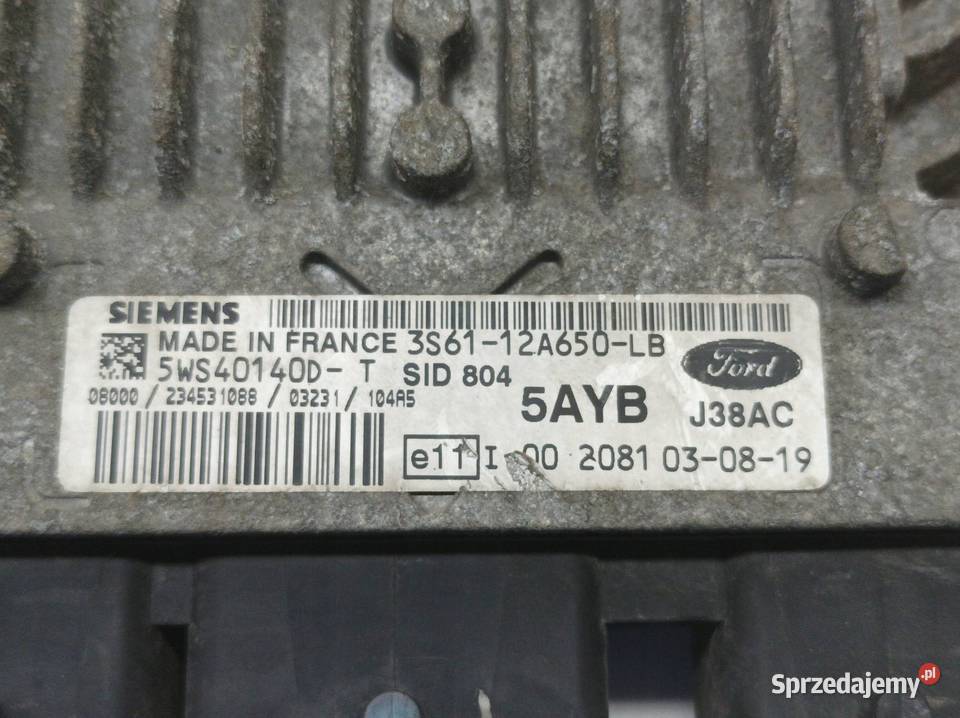 SIEMENS
MADE IN FRANCE 3S61-12A650-LB
5WS40140D- T SID 804
Ford
08000 / 234531088 / 03231 / 104A5
5AYB J38AC
e11 I 00 2081 03-08-19
Sprzedajemy.pl